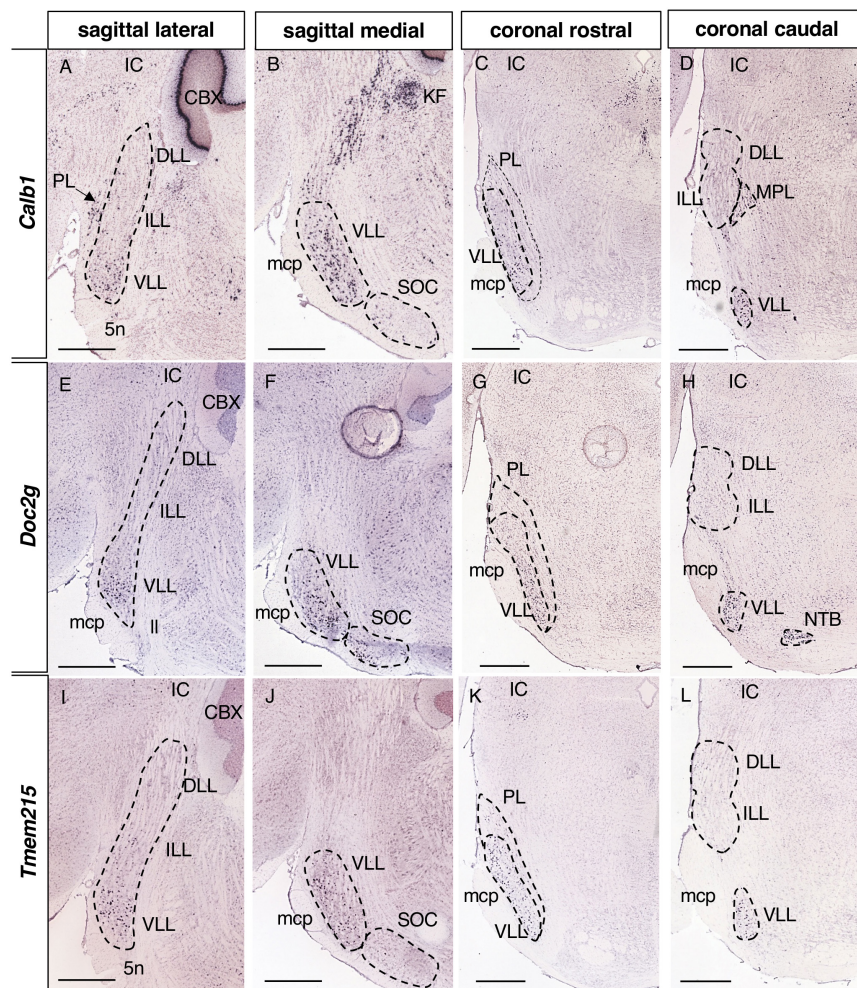 sagittal lateral
sagittal medial
coronal rostral
coronal caudal
Calb1
A
IC
CBX
DLL
PL
ILL
VLL
5n
B
KF
VLL
mcp
SOC
C
IC
PL
VLL
mcp
D
IC
DLL
ILL
MPL
mcp
VLL
Doc2g
E
IC
CBX
DLL
ILL
VLL
mcp
ll
F
VLL
mcp
SOC
G
IC
PL
mcp
VLL
H
IC
DLL
ILL
mcp
VLL
NTB
Tmem215
I
IC
CBX
DLL
ILL
VLL
5n
J
VLL
mcp
SOC
K
IC
PL
mcp
VLL
L
IC
DLL
ILL
mcp
VLL